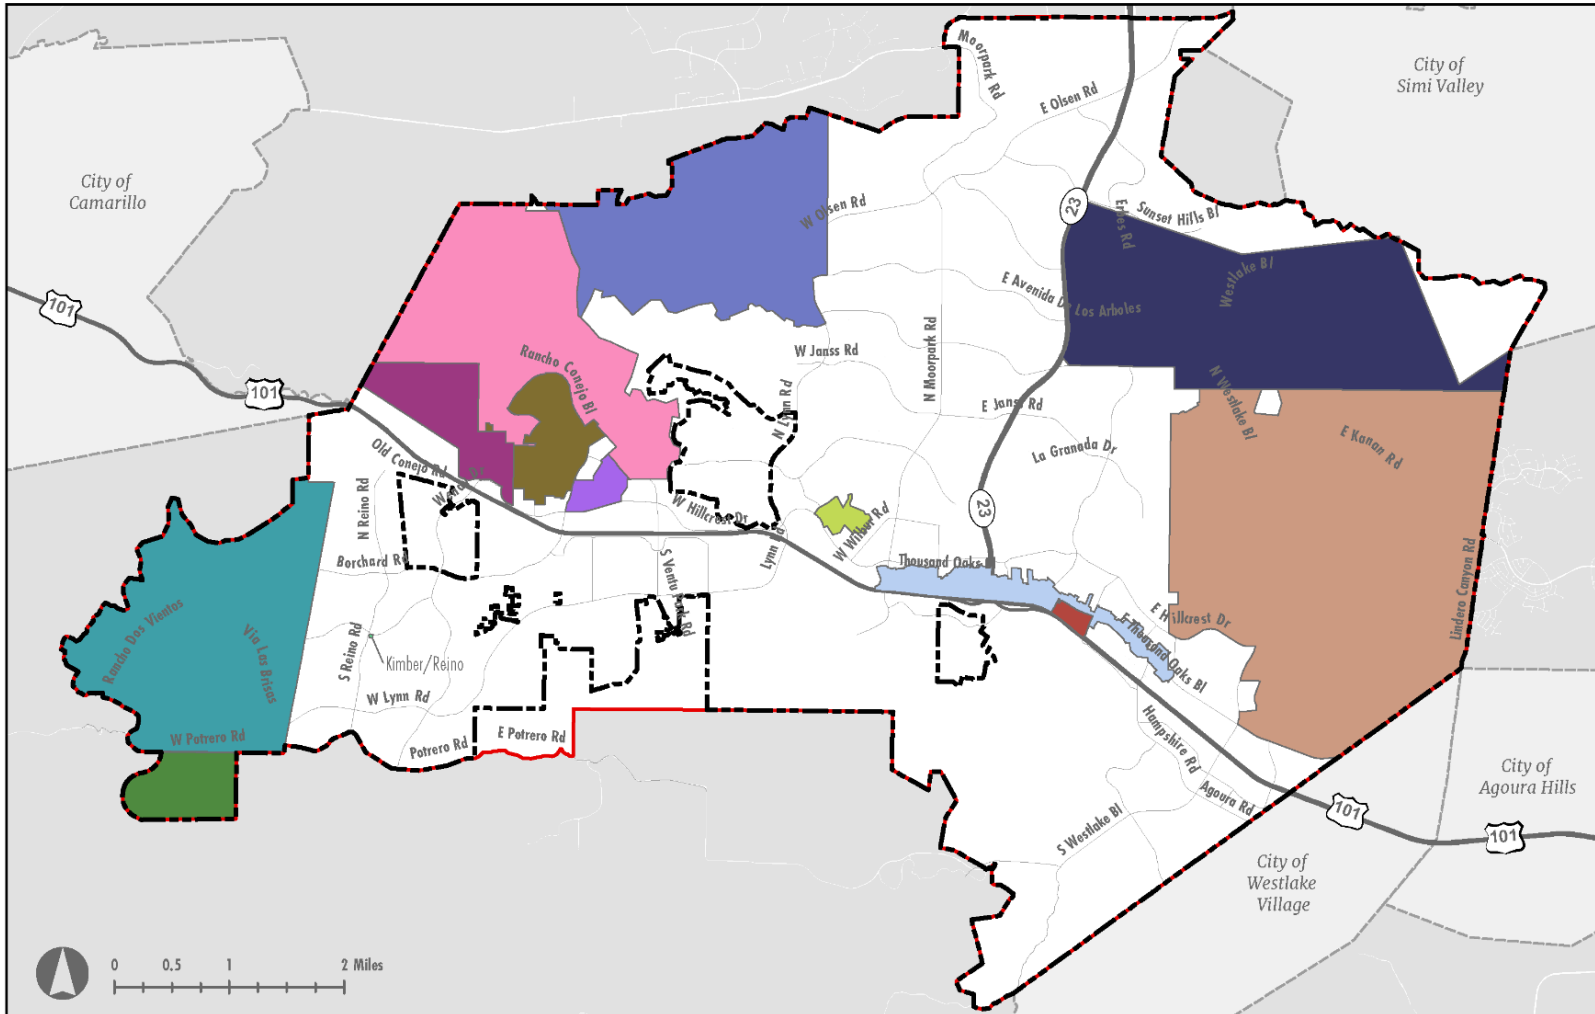 City of
Simi Valley
Moorpark Rd
E Olsen Rd
City of
Camarillo
23
W Olsen Rd
Erbes Rd
Sunset Hills Bl
Westlake Bl
101
E Avenida De Los Arboles
W Janss Rd
N Moorpark Rd
Rancho Conejo Bl
101
N Lynn Rd
E Janss Rd
N Westlake Bl
E Kanan Rd
La Granada Dr
Old Conejo Rd
N Reino Rd
W Hillcrest Dr
23
W Wilbur Rd
Lynn Rd
Borchard Rd
S Ventu Park Rd
Thousand Oaks Bl
Lindero Canyon Rd
E Hillcrest Dr
E Thousand Oaks Bl
Rancho Dos Vientos
Via Las Brisas
S Reino Rd
Kimber/Reino
W Lynn Rd
W Potrero Rd
Potrero Rd
E Potrero Rd
Hampshire Rd
Agoura Rd
City of
Agoura Hills
101
101
S Westlake Bl
City of
Westlake
Village
0 0.5 1 2 Miles